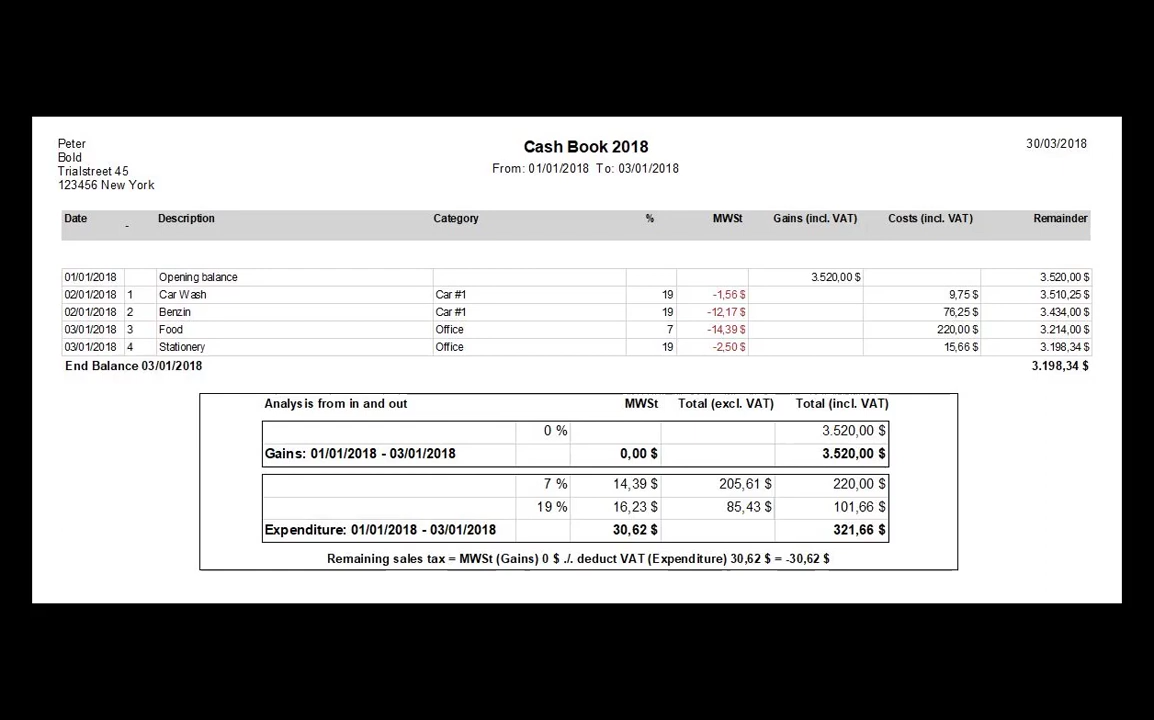 Peter
Bold
Trialstreet 45
123456 New York
Cash Book 2018
From: 01/01/2018 To: 03/01/2018
30/03/2018
Date - Description Category % MWSt Gains (incl. VAT) Costs (incl. VAT) Remainder
01/01/2018 Opening balance 3.520,00 $ 3.520,00 $
02/01/2018 1 Car Wash Car #1 19 -1,56 $ 9,75 $ 3.510,25 $
02/01/2018 2 Benzin Car #1 19 -12,17 $ 76,25 $ 3.434,00 $
03/01/2018 3 Food Office 7 -14,39 $ 220,00 $ 3.214,00 $
03/01/2018 4 Stationery Office 19 -2,50 $ 15,66 $ 3.198,34 $
End Balance 03/01/2018 3.198,34 $
Analysis from in and out MWSt Total (excl. VAT) Total (incl. VAT)
0 % 3.520,00 $
Gains: 01/01/2018 - 03/01/2018 0,00 $ 3.520,00 $
7 % 14,39 $ 205,61 $ 220,00 $
19 % 16,23 $ 85,43 $ 101,66 $
Expenditure: 01/01/2018 - 03/01/2018 30,62 $ 321,66 $
Remaining sales tax = MWSt (Gains) 0 $ ./. deduct VAT (Expenditure) 30,62 $ = -30,62 $